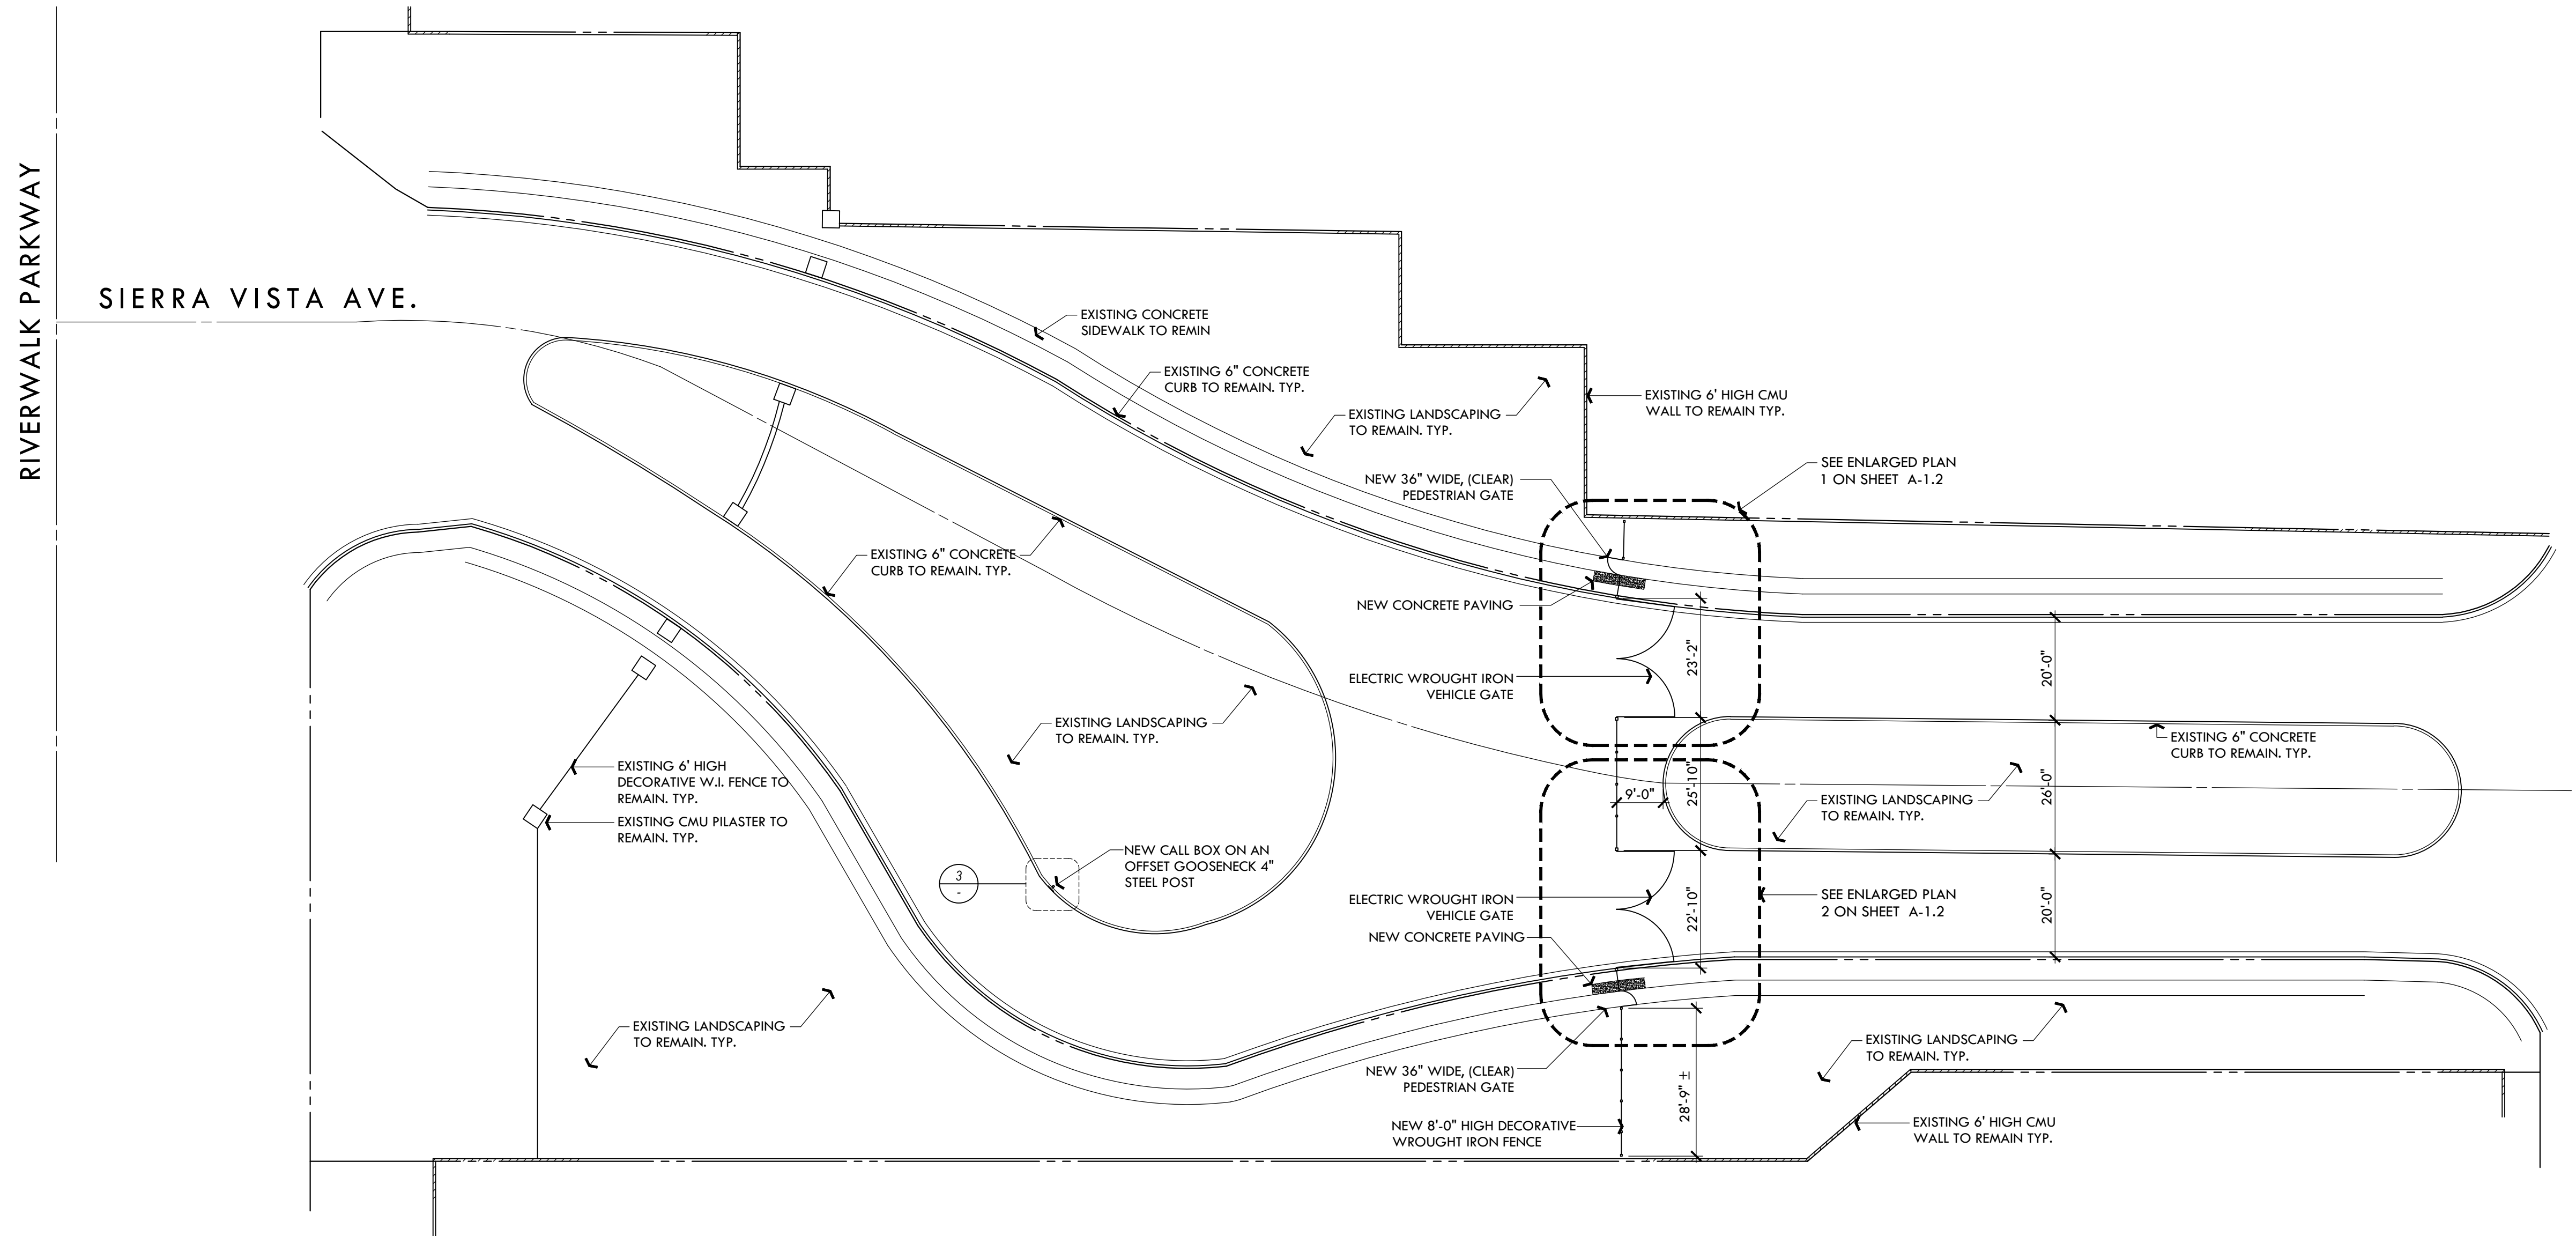 RIVERWALK PARKWAY
SIERRA VISTA AVE.
EXISTING CONCRETE
SIDEWALK TO REMIN
EXISTING 6" CONCRETE
CURB TO REMAIN. TYP.
EXISTING LANDSCAPING
TO REMAIN. TYP.
EXISTING 6' HIGH CMU
WALL TO REMAIN TYP.
SEE ENLARGED PLAN
1 ON SHEET A-1.2
NEW 36" WIDE, (CLEAR)
PEDESTRIAN GATE
NEW CONCRETE PAVING
ELECTRIC WROUGHT IRON
VEHICLE GATE
23'-2"
20'-0"
EXISTING 6" CONCRETE
CURB TO REMAIN. TYP.
EXISTING LANDSCAPING
TO REMAIN. TYP.
EXISTING 6" CONCRETE
CURB TO REMAIN. TYP.
EXISTING 6' HIGH
DECORATIVE W.I. FENCE TO
REMAIN. TYP.
EXISTING CMU PILASTER TO
REMAIN. TYP.
9'-0"
25'-10"
26'-0"
EXISTING LANDSCAPING
TO REMAIN. TYP.
3
-
NEW CALL BOX ON AN
OFFSET GOOSENECK 4"
STEEL POST
ELECTRIC WROUGHT IRON
VEHICLE GATE
22'-10"
20'-0"
SEE ENLARGED PLAN
2 ON SHEET A-1.2
NEW CONCRETE PAVING
EXISTING LANDSCAPING
TO REMAIN. TYP.
EXISTING LANDSCAPING
TO REMAIN. TYP.
NEW 36" WIDE, (CLEAR)
PEDESTRIAN GATE
28'-9" ±
NEW 8'-0" HIGH DECORATIVE
WROUGHT IRON FENCE
EXISTING 6' HIGH CMU
WALL TO REMAIN TYP.